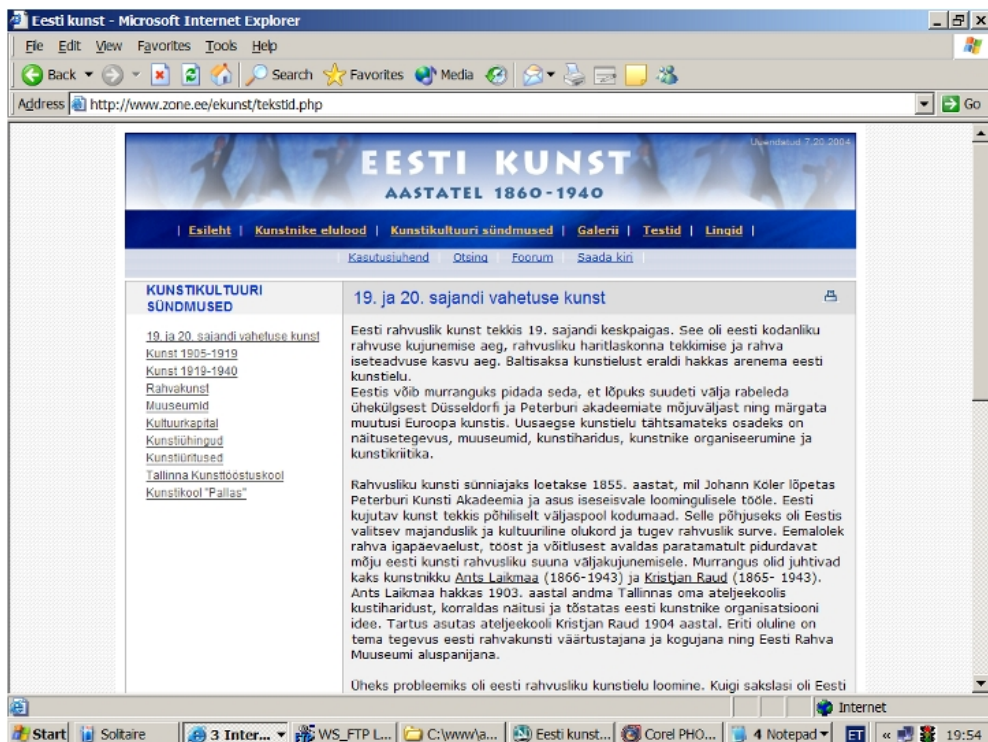 Eesti kunst - Microsoft Internet Explorer
File Edit View Favorites Tools Help
Back Search Favorites Media
Address http://www.zone.ee/ekunst/tekstid.php Go
Uuendatud 7.20.2004
EESTI KUNST
AASTATEL 1860-1940
| Esileht | Kunstnike elulood | Kunstikultuuri sündmused | Galerii | Testid | Lingid |
Kasutusjuhend | Otsing | Foorum | Saada kiri
KUNSTIKULTUURI
SÜNDMUSED
19. ja 20. sajandi vahetuse kunst
Kunst 1905-1919
Kunst 1919-1940
Rahvakunst
Muuseumid
Kultuurkapital
Kunstiühingud
Kunstiüritused
Tallinna Kunsttööstuskool
Kunstikool "Pallas"
19. ja 20. sajandi vahetuse kunst
Eesti rahvuslik kunst tekkis 19. sajandi keskpaigas. See oli eesti kodanliku
rahvuse kujunemise aeg, rahvusliku haritlaskonna tekkimise ja rahva
iseteadvuse kasvu aeg. Baltisaksa kunstielust eraldi hakkas arenema eesti
kunstielu.
Eestis võib murranguks pidada seda, et lõpuks suudeti välja rabeleda
ühekülgsest Düsseldorfi ja Peterburi akadeemiate mõjuväljast ning märgata
muutusi Euroopa kunstis. Uusaegse kunstielu tähtsamateks osadeks on
näitusetegevus, muuseumid, kunstiharidus, kunstnike organiseerumine ja
kunstikriitika.
Rahvusliku kunsti sünniajaks loetakse 1855. aastat, mil Johann Köler lõpetas
Peterburi Kunsti Akadeemia ja asus iseseisvale loomingulisele tööle. Eesti
kujutav kunst tekkis põhiliselt väljaspool kodumaad. Selle põhjuseks oli Eestis
valitsev majanduslik ja kultuuriline olukord ja tugev rahvuslik surve. Eemalolek
rahva igapäevaelust, tööst ja võitlusest avaldas paratamatult pidurdavat
mõju eesti kunsti rahvusliku suuna väljakujunemisele. Murrangus olid juhtivad
kaks kunstnikku Ants Laikmaa (1866-1943) ja Kristjan Raud (1865- 1943).
Ants Laikmaa hakkas 1903. aastal andma Tallinnas oma ateljeekoolis
kustiharidust, korraldas näitusi ja tõstatas eesti kunstnike organisatsiooni
idee. Tartus asutas ateljeekooli Kristjan Raud 1904 aastal. Eriti oluline on
tema tegevus eesti rahvakunsti väärtustajana ja kogujana ning Eesti Rahva
Muuseumi aluspanijana.
Üheks probleemiks oli eesti rahvusliku kunstielu loomine. Kuigi sakslasi oli Eesti
Internet
Start Solitaire 3 Inter... WS_FTP L... C:\www\a... Eesti kunst... Corel PHO... 4 Notepad ET « 19:54